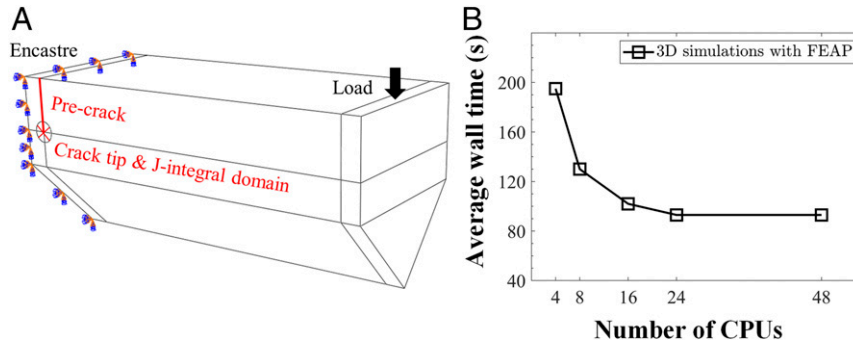 A
Encastre
Load
Pre-crack
Crack tip & J-integral domain
B
3D simulations with FEAP
Average wall time (s)
200
160
120
80
40
4 8 16 24 48
Number of CPUs